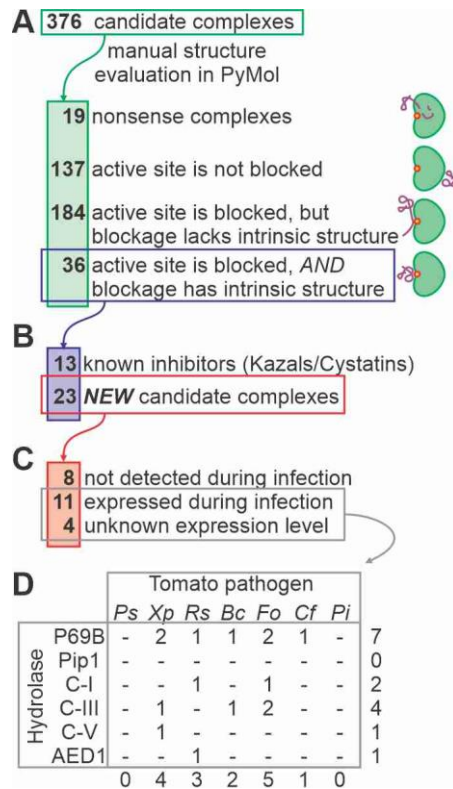 A 376 candidate complexes
manual structure
evaluation in PyMol
19 nonsense complexes
137 active site is not blocked
184 active site is blocked, but
blockage lacks intrinsic structure
36 active site is blocked, AND
blockage has intrinsic structure
B
13 known inhibitors (Kazals/Cystatins)
23 NEW candidate complexes
C
8 not detected during infection
11 expressed during infection
4 unknown expression level
D Tomato pathogen
Ps Xp Rs Bc Fo Cf Pi
Hydrolase
P69B - 2 1 1 2 1 - 7
Pip1 - - - - - - - 0
C-I - - 1 - 1 - - 2
C-III - 1 - 1 2 - - 4
C-V - 1 - - - - - 1
AED1 - - 1 - - - - 1
0 4 3 2 5 1 0